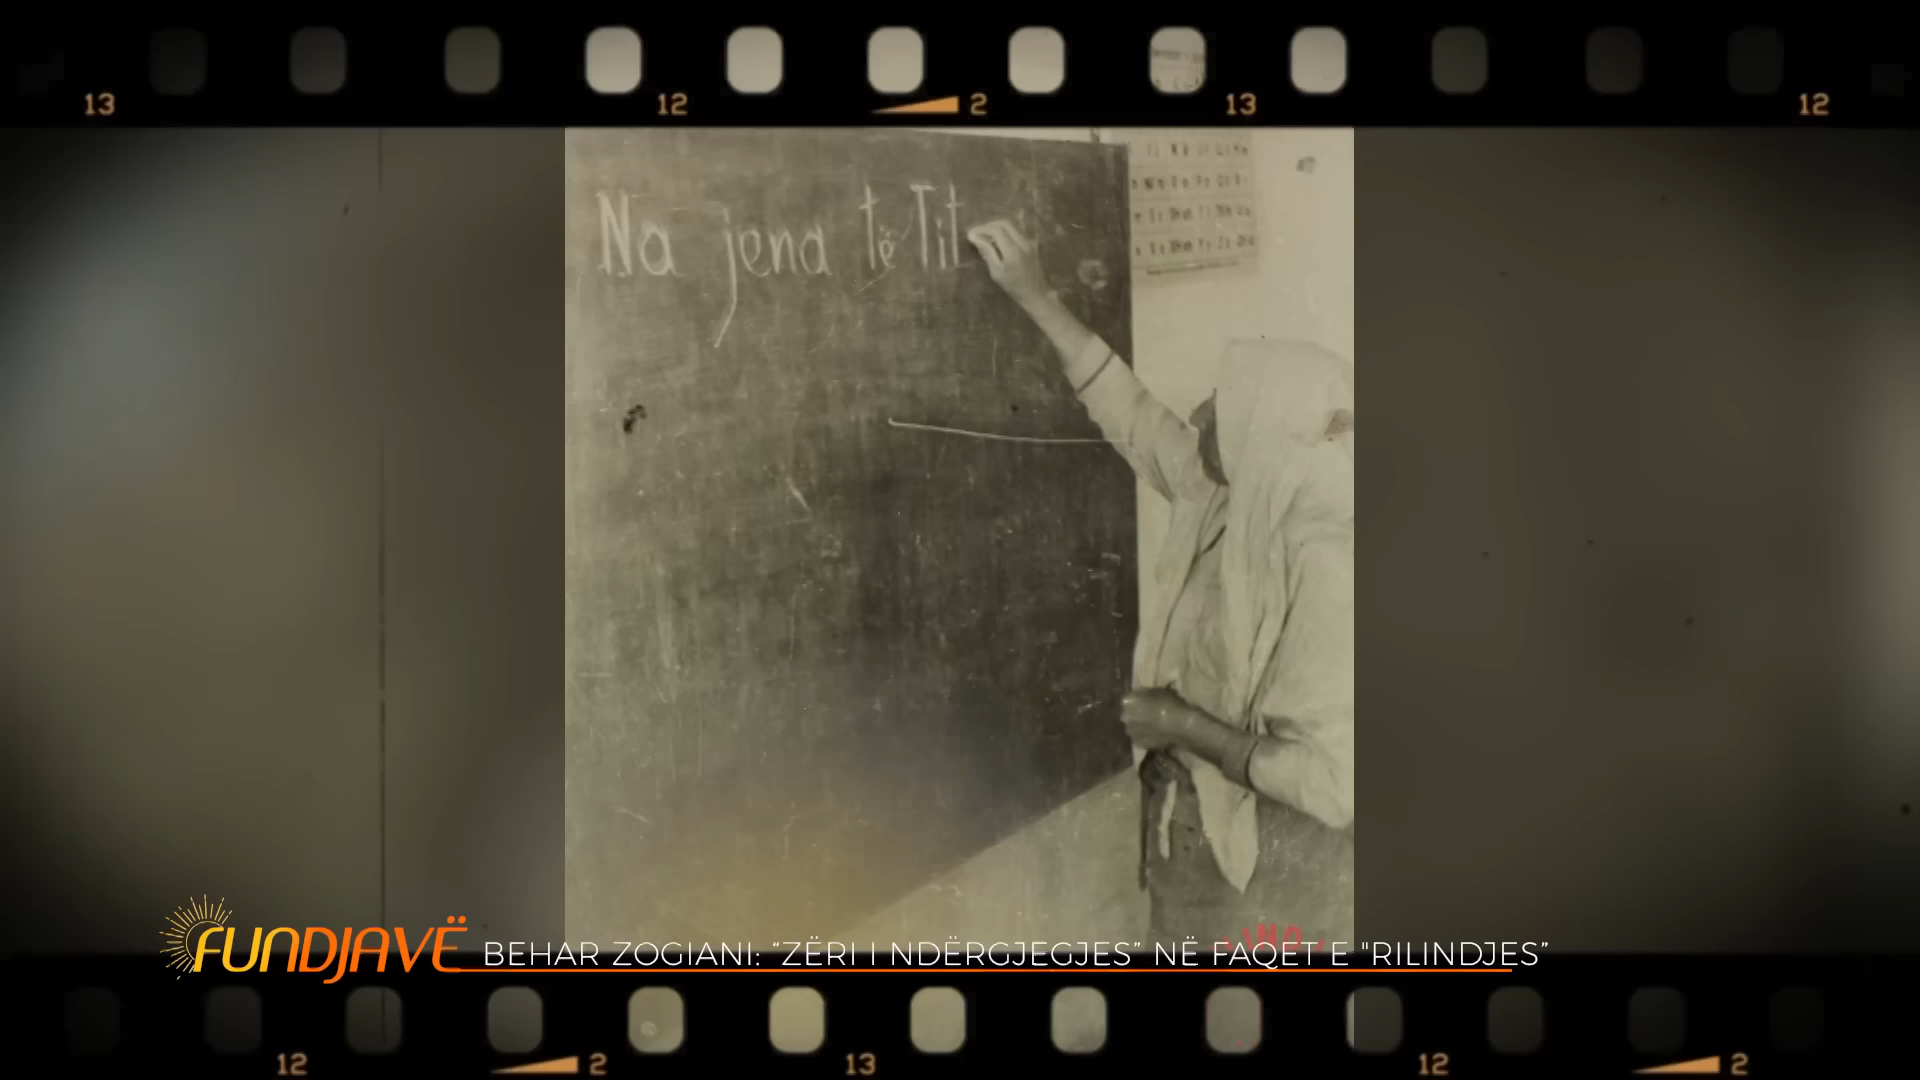 13 12 2 13 12
Na jena të Tit
FUNDJAVË
BEHAR ZOGIANI: “ZËRI I NDËRGJEGJES” NË FAQET E "RILINDJES”
12 2 13 12 2